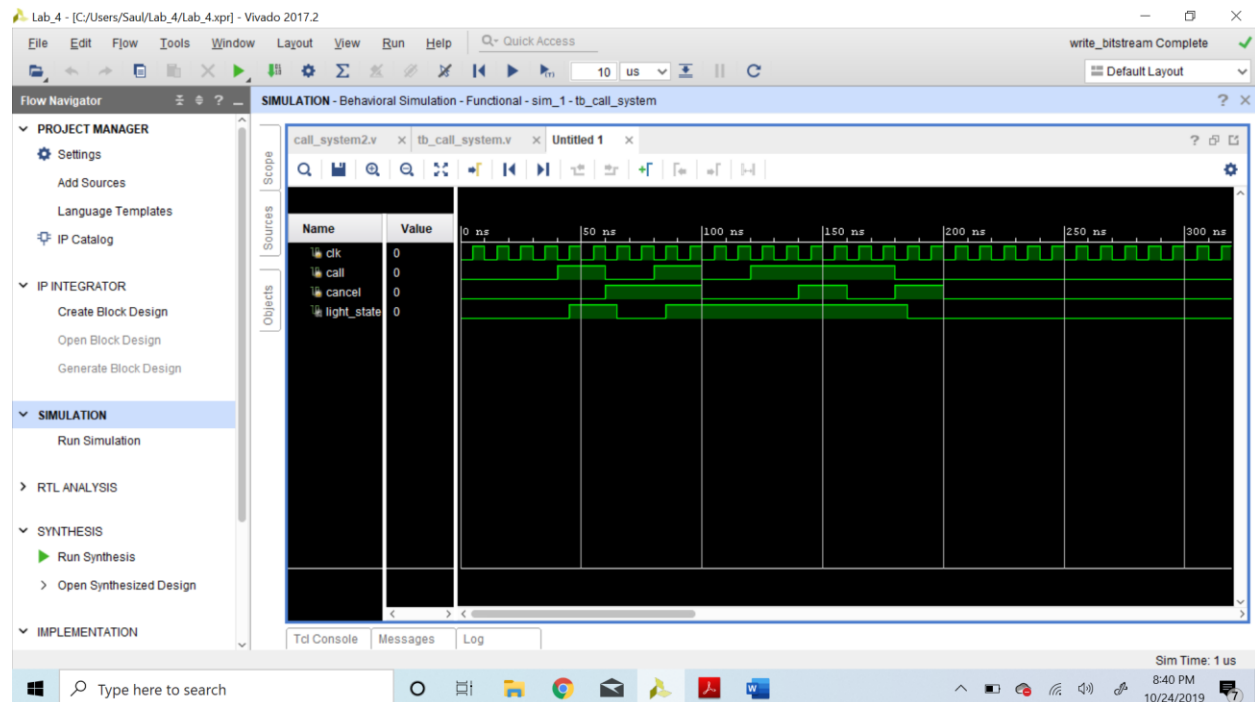 Lab_4 - [C:/Users/Saul/Lab_4/Lab_4.xpr] - Vivado 2017.2
File Edit Flow Tools Window Layout View Run Help Q- Quick Access write_bitstream Complete
10 us Default Layout
Flow Navigator ? SIMULATION - Behavioral Simulation - Functional - sim_1 - tb_call_system ?
PROJECT MANAGER
Settings
Add Sources
Language Templates
IP Catalog
IP INTEGRATOR
Create Block Design
Open Block Design
Generate Block Design
SIMULATION
Run Simulation
RTL ANALYSIS
SYNTHESIS
Run Synthesis
Open Synthesized Design
IMPLEMENTATION
Scope
Sources
Objects
call_system2.v tb_call_system.v Untitled 1 ?
Name Value 0 ns 50 ns 100 ns 150 ns 200 ns 250 ns 300 ns
clk 0
call 0
cancel 0
light_state 0
Tcl Console Messages Log
Sim Time: 1 us
Type here to search
8:40 PM
10/24/2019
7